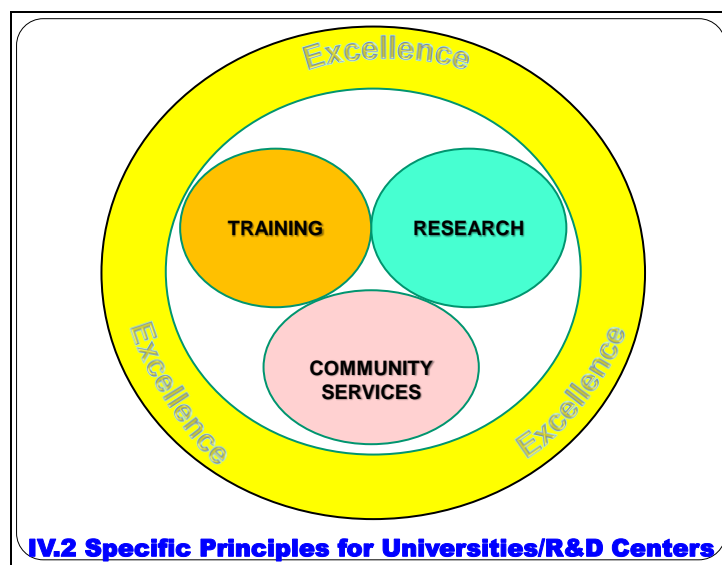 Excellence
TRAINING
RESEARCH
COMMUNITY
SERVICES
Excellence
Excellence
IV.2 Specific Principles for Universities/R&D Centers